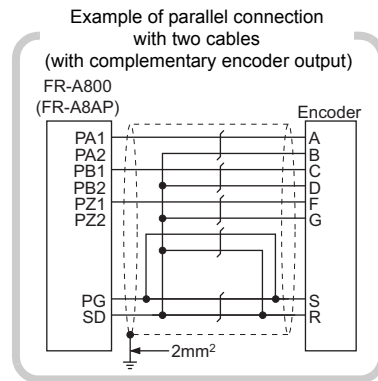 Example of parallel connection
with two cables
(with complementary encoder output)
FR-A800
(FR-A8AP)
Encoder
PA1
A
PA2
B
PB1
C
PB2
D
PZ1
F
PZ2
G
PG
S
SD
R
2mm²